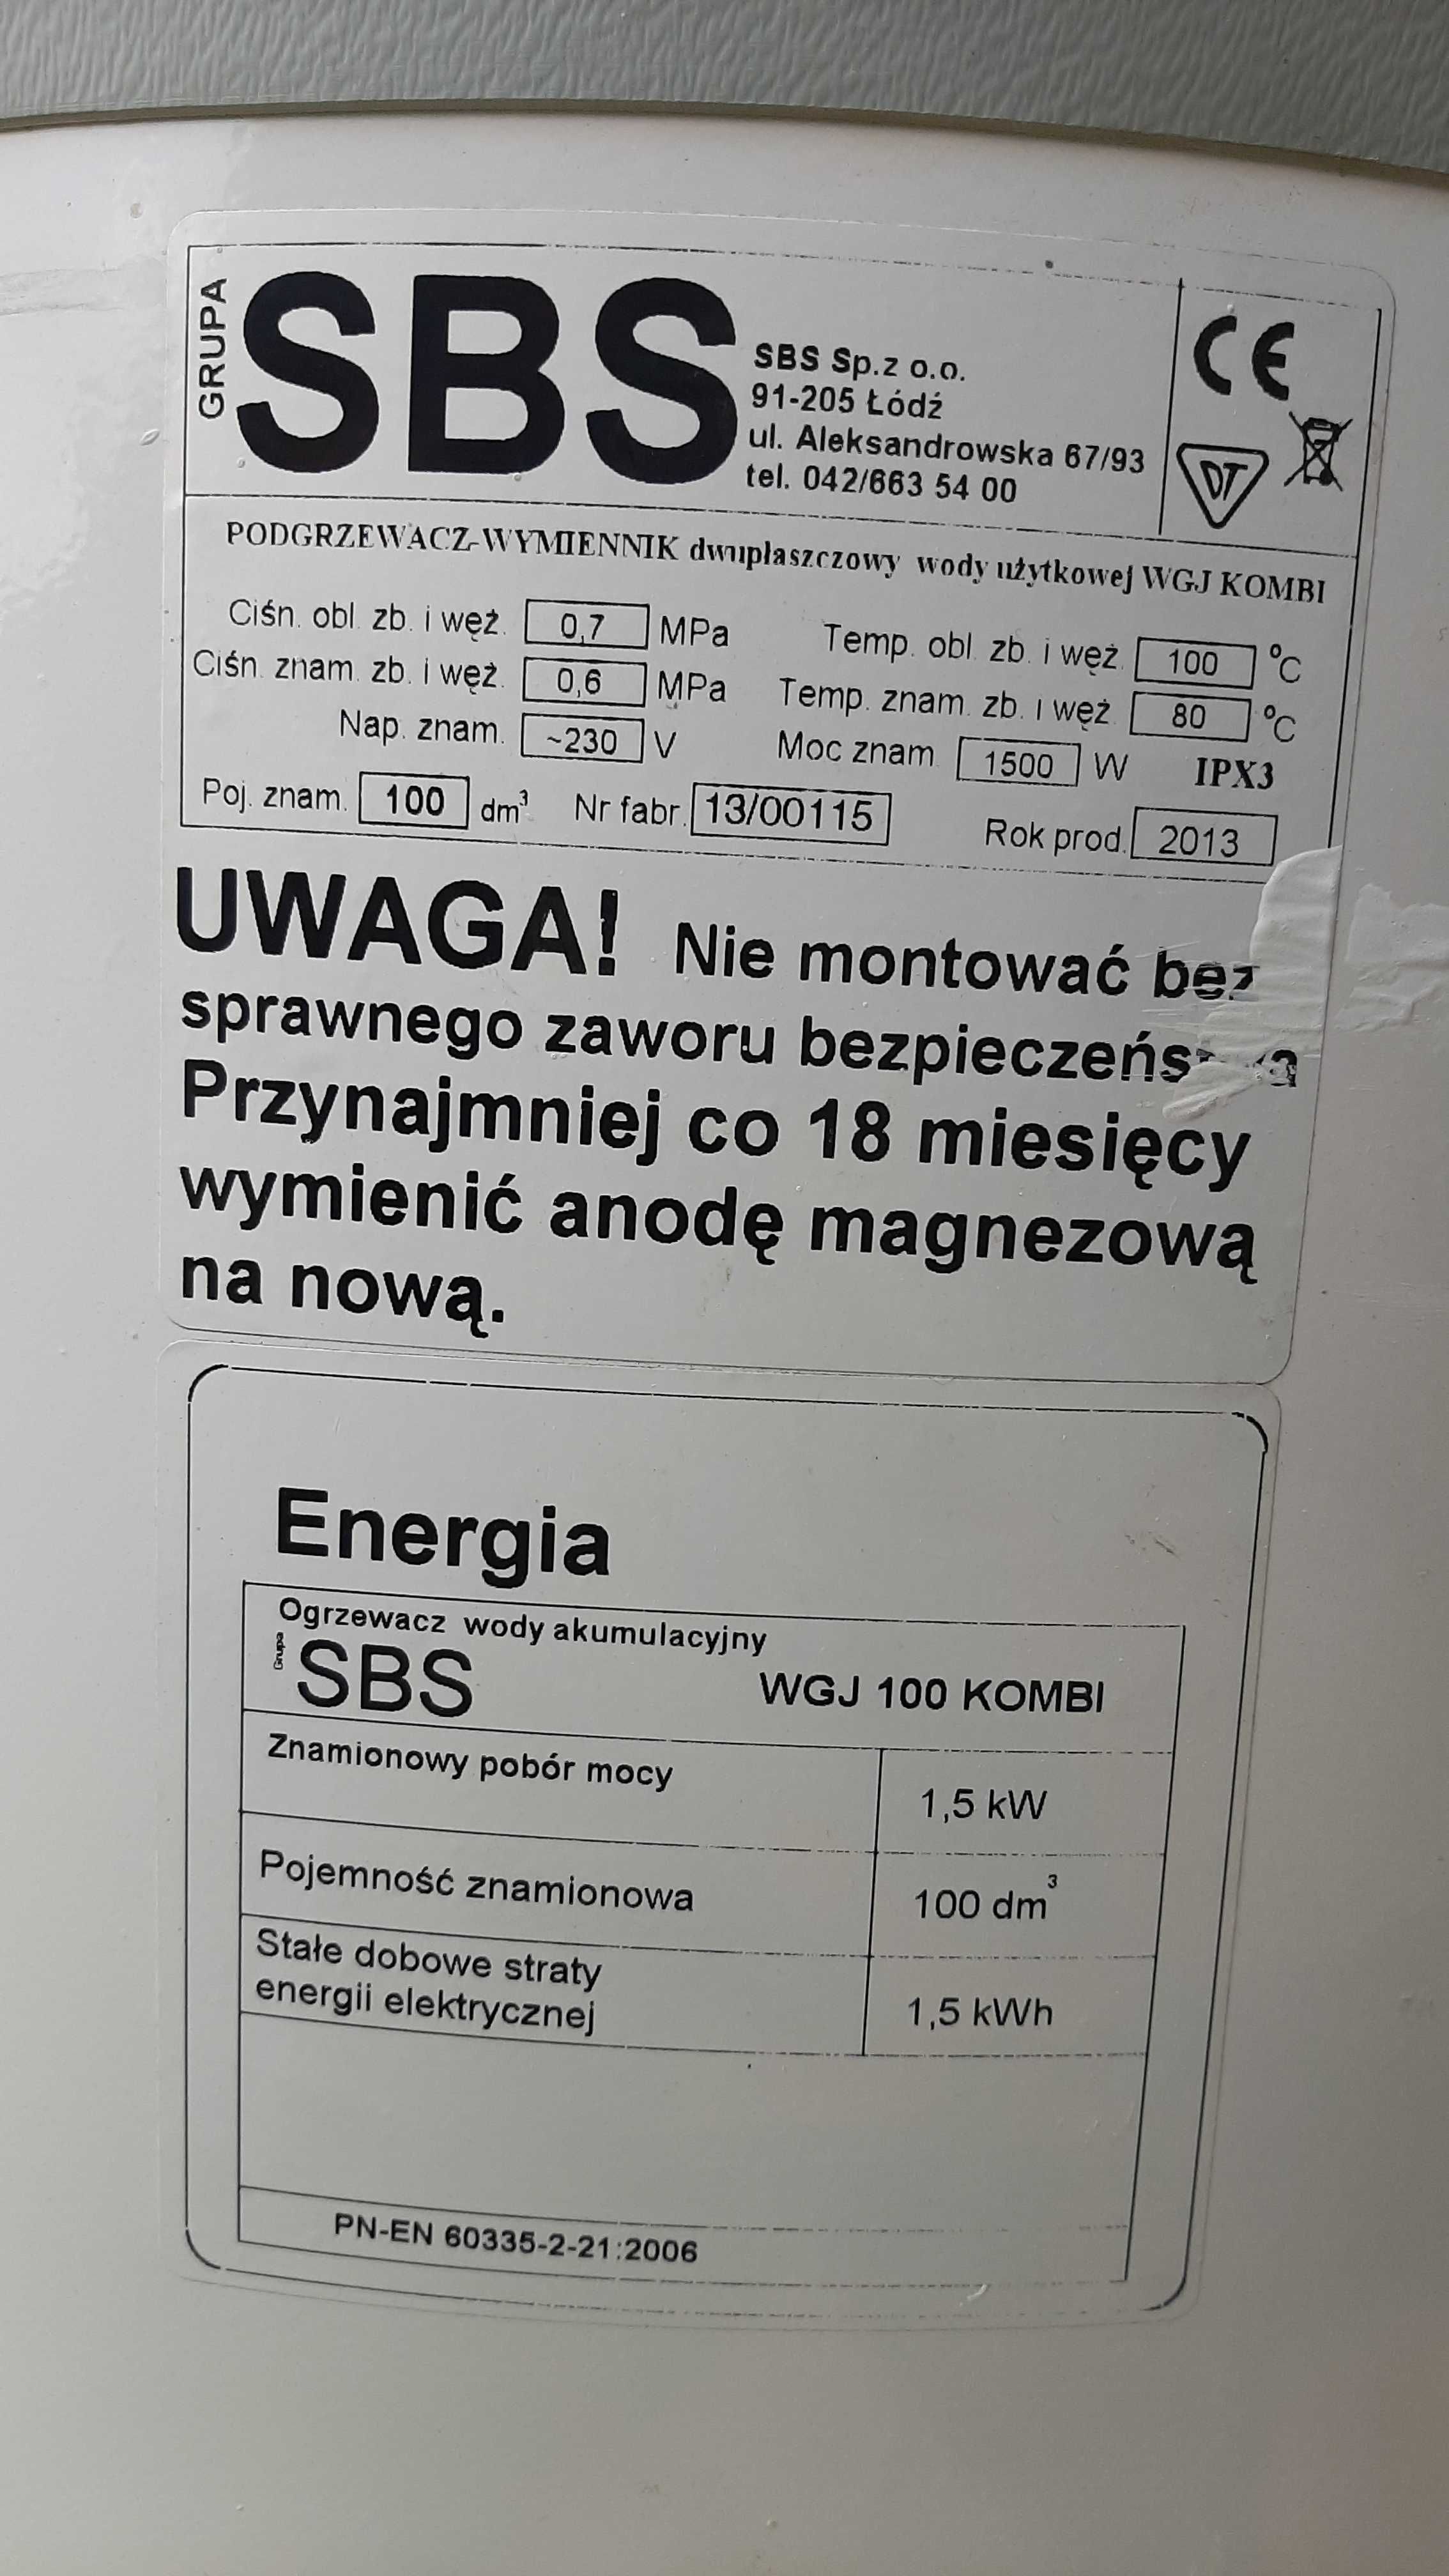 GRUPA
SBS
SBS Sp.z o.o.
91-205 Łódź
ul. Aleksandrowska 67/93
tel. 042/663 54 00
CE
DT
PODGRZEWACZ-WYMIENNIK dwupłaszczowy wody użytkowej WGJ KOMBI
Ciśn. obl. zb. i węż. 0,7 MPa Temp. obl. zb. i węż. 100 °C
Ciśn. znam. zb. i węż. 0,6 MPa Temp. znam. zb. i węż. 80 °C
Nap. znam. ~230 V Moc znam. 1500 W IPX3
Poj. znam. 100 dm³ Nr fabr. 13/00115 Rok prod. 2013
UWAGA! Nie montować bez
sprawnego zaworu bezpieczeństwa
Przynajmniej co 18 miesięcy
wymienić anodę magnezową
na nową.
Energia
Ogrzewacz wody akumulacyjny
Grupa
SBS WGJ 100 KOMBI
Znamionowy pobór mocy 1,5 kW
Pojemność znamionowa 100 dm³
Stałe dobowe straty
energii elektrycznej 1,5 kWh
PN-EN 60335-2-21:2006